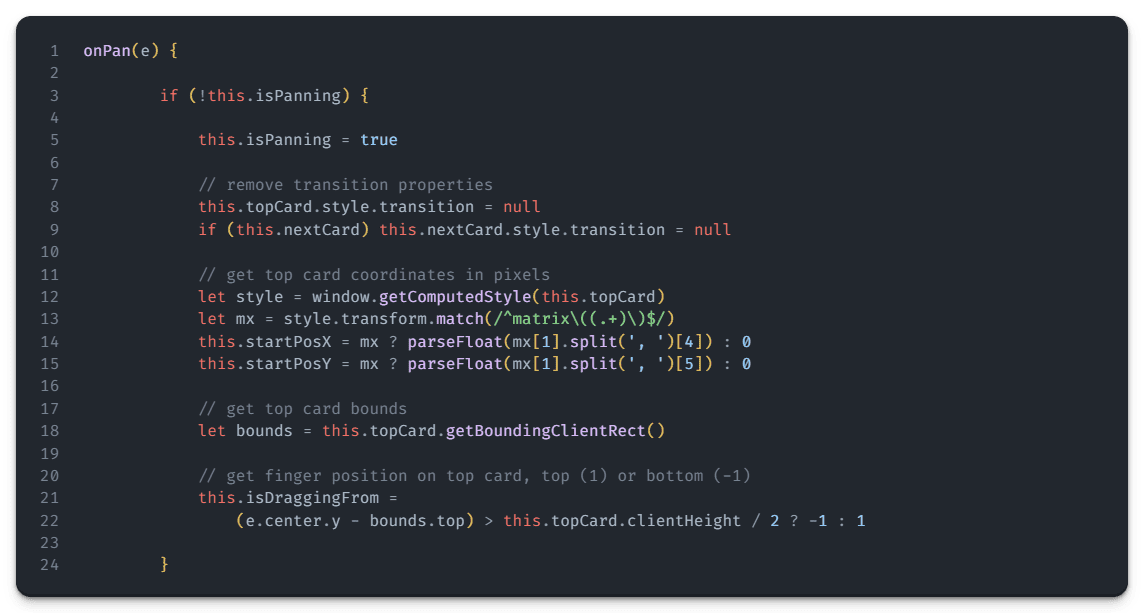 1 onPan(e) {
2
3 if (!this.isPanning) {
4
5 this.isPanning = true
6
7 // remove transition properties
8 this.topCard.style.transition = null
9 if (this.nextCard) this.nextCard.style.transition = null
10
11 // get top card coordinates in pixels
12 let style = window.getComputedStyle(this.topCard)
13 let mx = style.transform.match(/^matrix\((.+)\)$/)
14 this.startPosX = mx ? parseFloat(mx[1].split(', ')[4]) : 0
15 this.startPosY = mx ? parseFloat(mx[1].split(', ')[5]) : 0
16
17 // get top card bounds
18 let bounds = this.topCard.getBoundingClientRect()
19
20 // get finger position on top card, top (1) or bottom (-1)
21 this.isDraggingFrom =
22 (e.center.y - bounds.top) > this.topCard.clientHeight / 2 ? -1 : 1
23
24 }